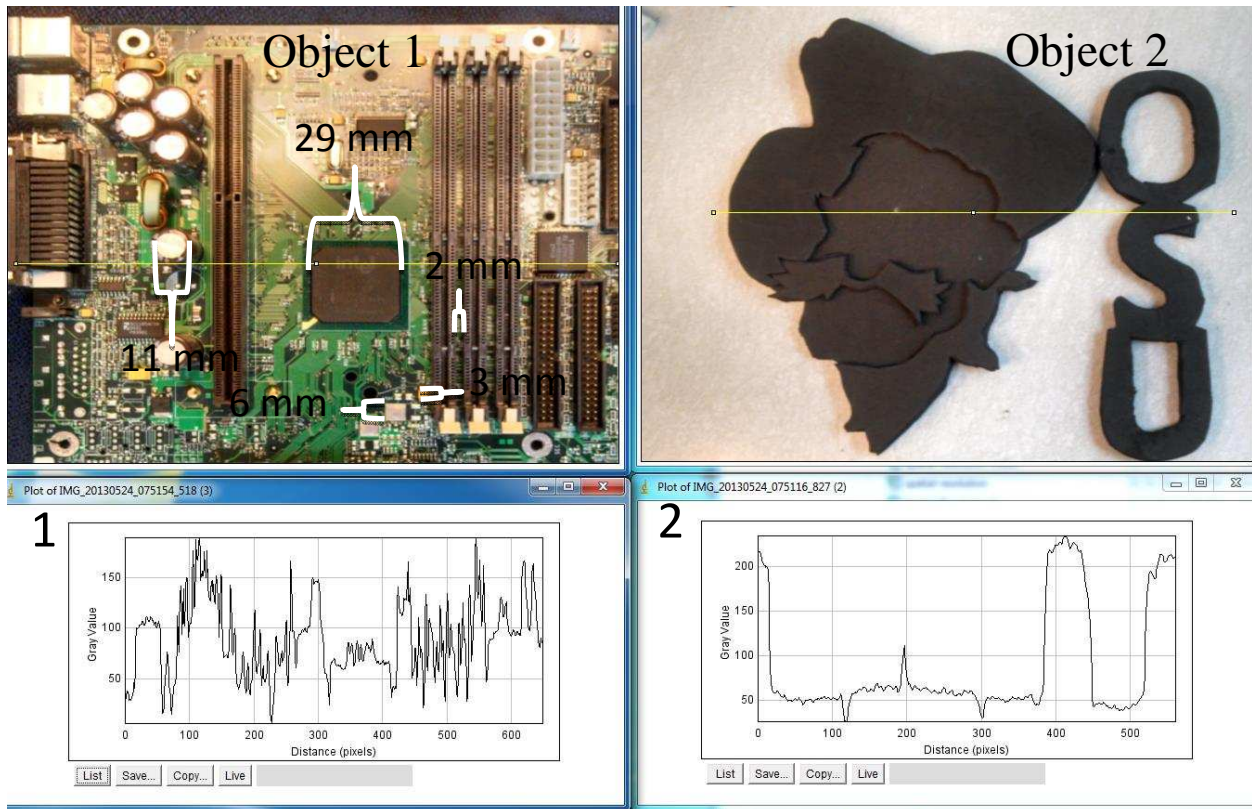 Object 1
29 mm
2 mm
11 mm
3 mm
6 mm
Object 2
OSU
Plot of IMG_20130524_075154_518 (3)
1
150
100
50
Gray Value
0 100 200 300 400 500 600
Distance (pixels)
List Save... Copy... Live
Plot of IMG_20130524_075116_827 (2)
2
200
150
100
50
Gray Value
0 100 200 300 400 500
Distance (pixels)
List Save... Copy... Live